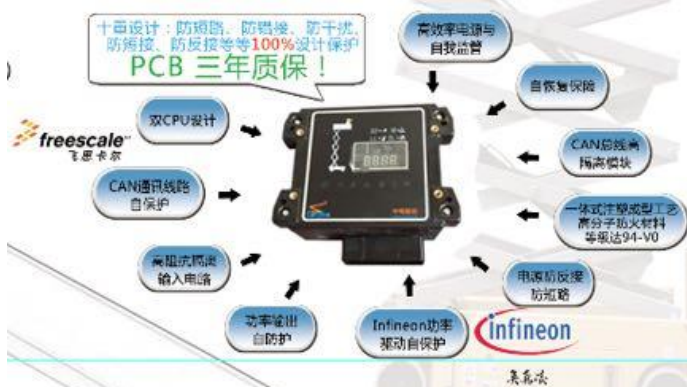 十重设计：防短路、防错接、防干扰、
防短接、防反接等等100%设计保护
PCB 三年质保！
高效率电源与
自我监管
自恢复保险
双CPU设计
freescale
飞思卡尔
CAN总线高
隔离模块
CAN通讯线路
自保护
8888
一体式注塑成型工艺
高分子防火材料
等级达94-V0
高阻抗隔离
输入电路
电源防反接
防短路
功率输出
自防护
Infineon功率
驱动自保护
infineon